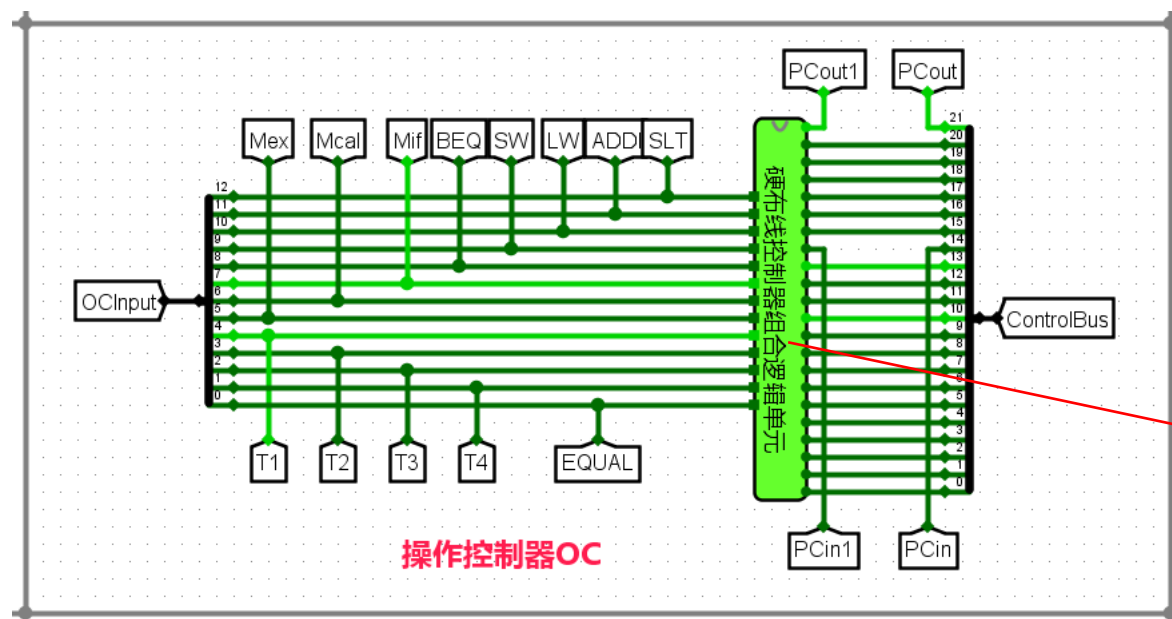 PCout1
PCout
Mex
Mcal
Mif
BEQ
SW
LW
ADDI
SLT
12
11
10
9
8
7
6
5
4
3
2
1
0
OCInput
硬布线控制器组合逻辑单元
21
20
19
18
17
16
15
14
13
12
11
10
9
8
7
6
5
4
3
2
1
0
ControlBus
T1
T2
T3
T4
EQUAL
PCin1
PCin
操作控制器OC